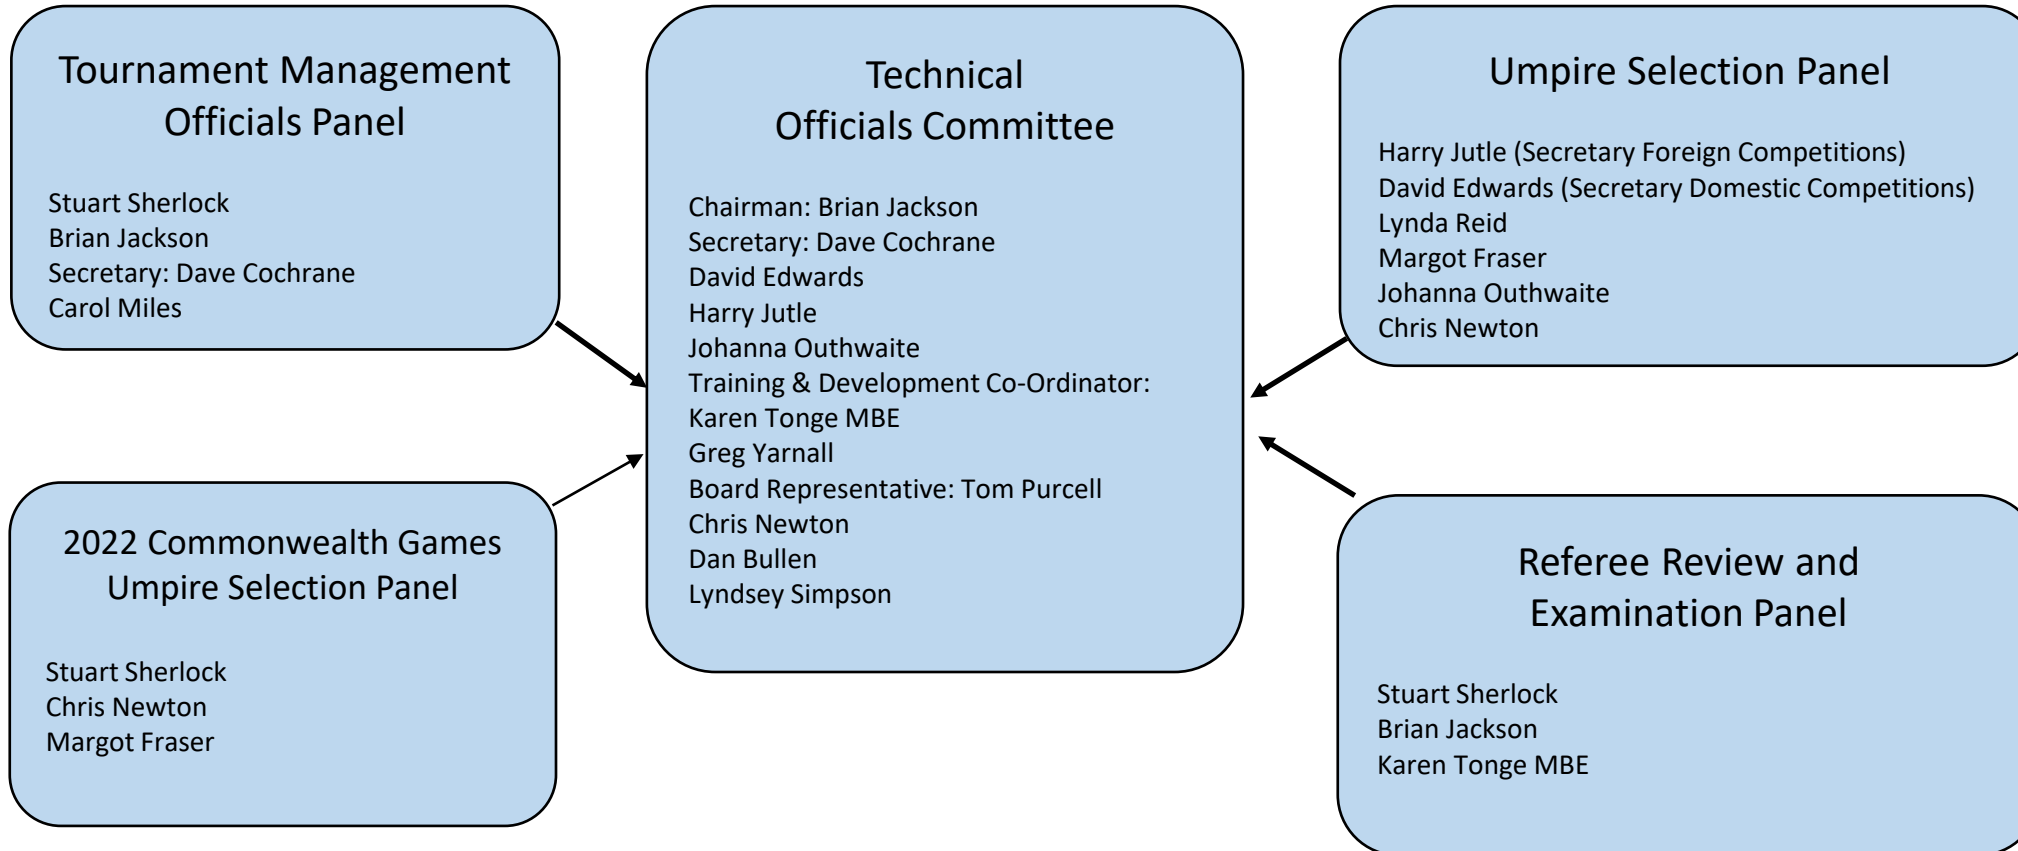 Tournament Management
Officials Panel
Stuart Sherlock
Brian Jackson
Secretary: Dave Cochrane
Carol Miles
2022 Commonwealth Games
Umpire Selection Panel
Stuart Sherlock
Chris Newton
Margot Fraser
Technical
Officials Committee
Chairman: Brian Jackson
Secretary: Dave Cochrane
David Edwards
Harry Jutle
Johanna Outhwaite
Training & Development Co-Ordinator:
Karen Tonge MBE
Greg Yarnall
Board Representative: Tom Purcell
Chris Newton
Dan Bullen
Lyndsey Simpson
Umpire Selection Panel
Harry Jutle (Secretary Foreign Competitions)
David Edwards (Secretary Domestic Competitions)
Lynda Reid
Margot Fraser
Johanna Outhwaite
Chris Newton
Referee Review and
Examination Panel
Stuart Sherlock
Brian Jackson
Karen Tonge MBE